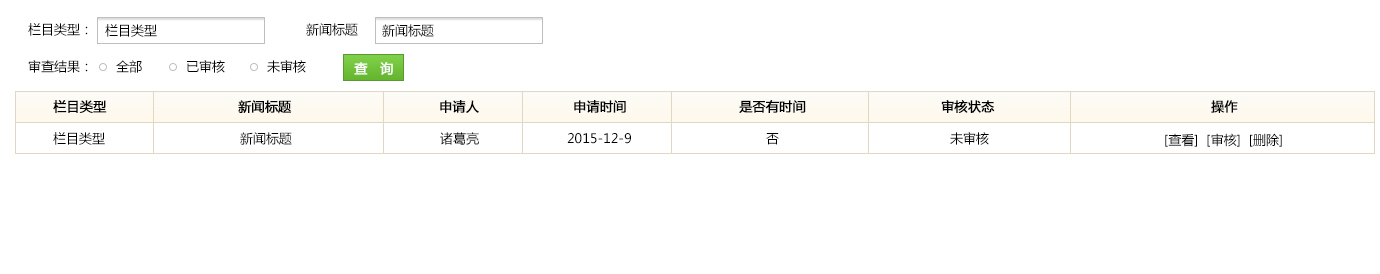 栏目类型： 栏目类型 新闻标题 新闻标题
审查结果： 全部 已审核 未审核 查 询
栏目类型 新闻标题 申请人 申请时间 是否有时间 审核状态 操作
栏目类型 新闻标题 诸葛亮 2015-12-9 否 未审核 [查看] [审核] [删除]